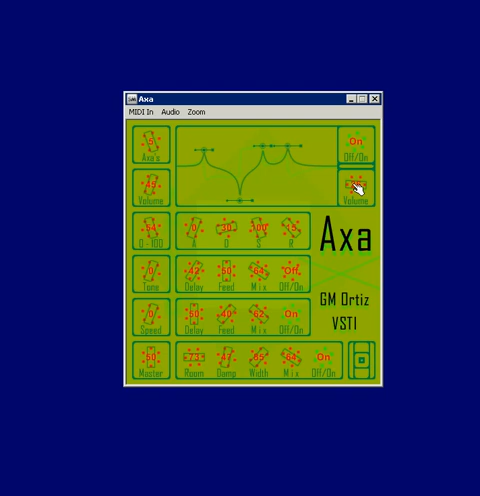 Axa
MIDI In Audio Zoom
5 On
Axa's Off/On
45
Volume Volume
54 0 30 100 15
0 - 100 A D S R
Axa
0 42 50 64 Off
Tone Delay Feed Mix Off/On
GM Ortiz
0 50 40 62 On
Speed Delay Feed Mix Off/On
VSTI
50 73 47 85 64 On
Master Room Damp Width Mix Off/On